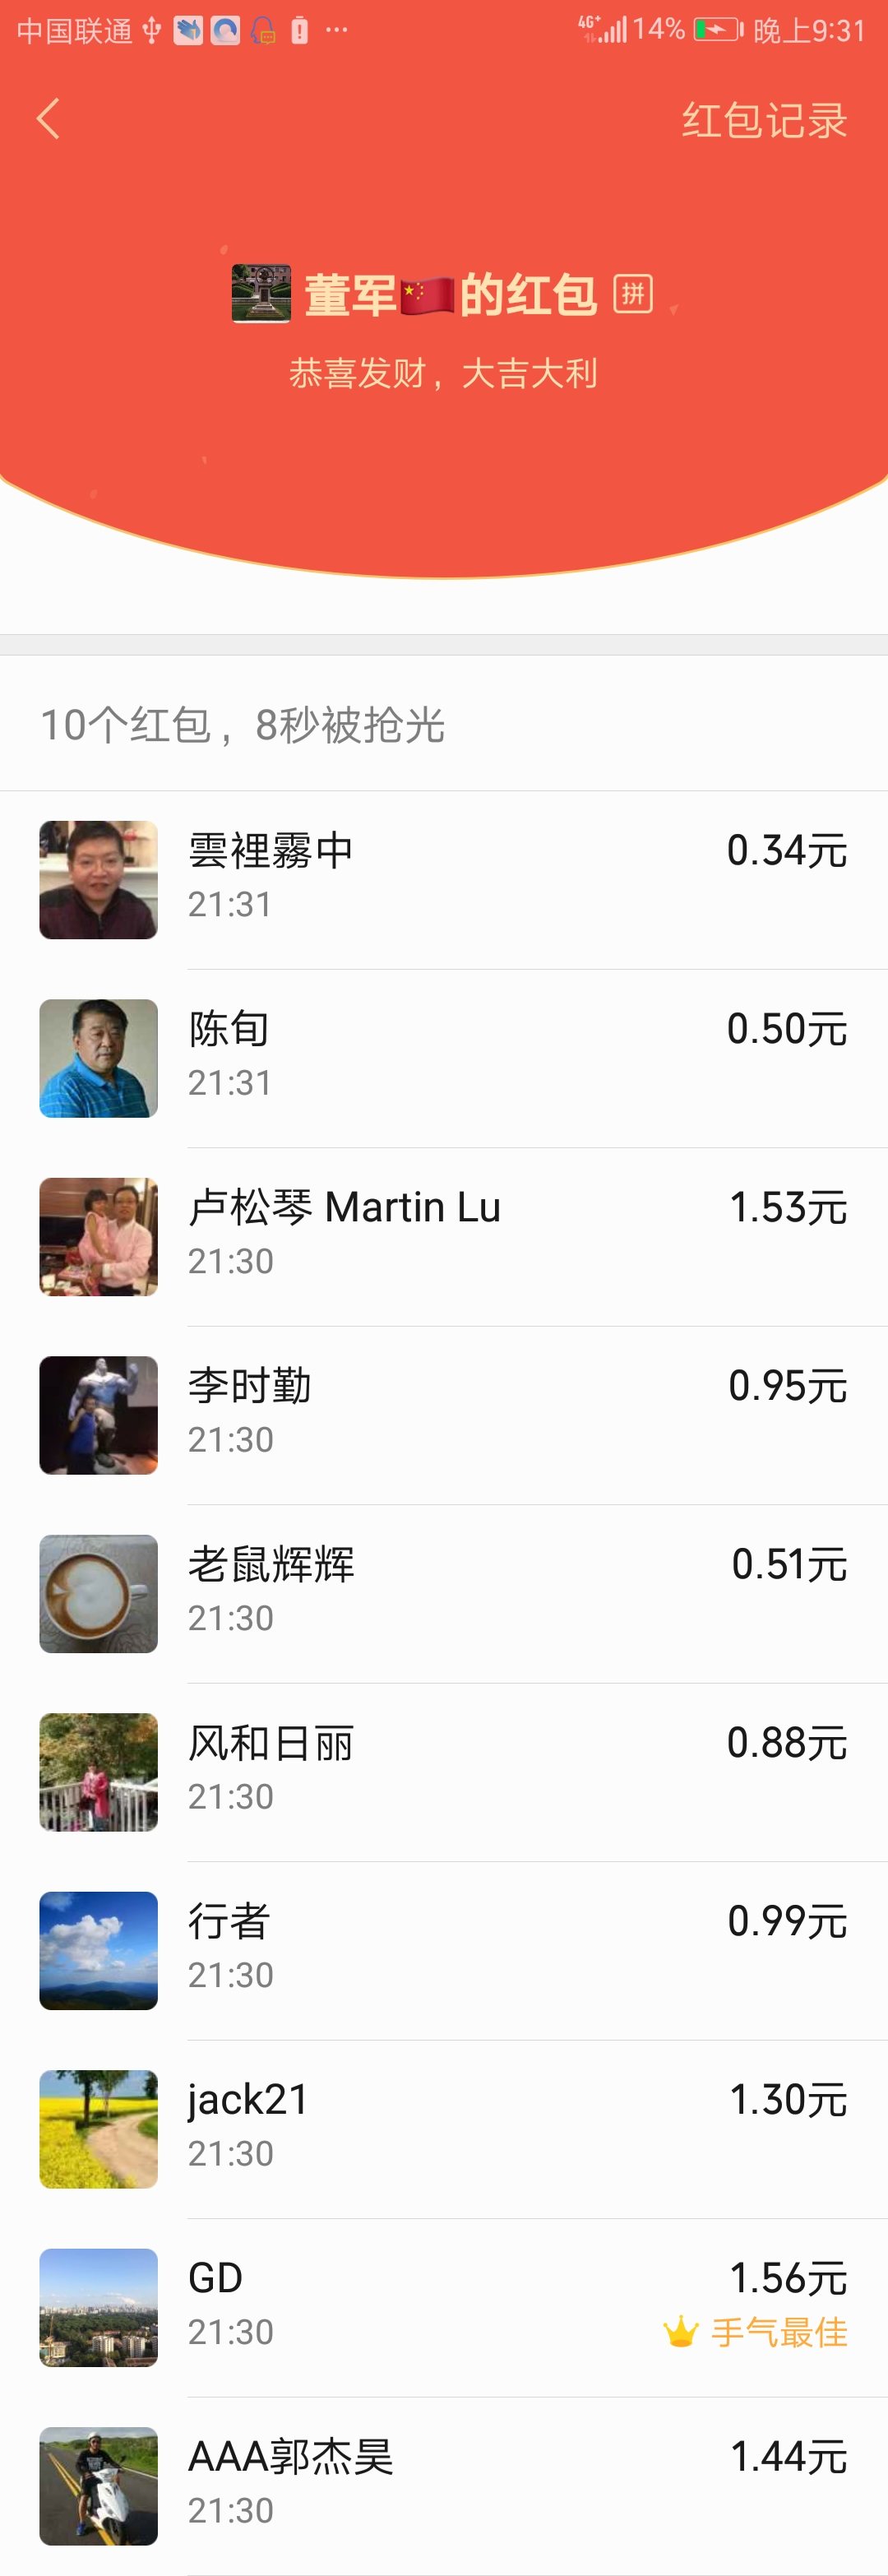 中国联通 4G+ 14% 晚上9:31
红包记录
董军🇨🇳的红包 拼
恭喜发财，大吉大利
10个红包，8秒被抢光
雲裡霧中 0.34元
21:31
陈旬 0.50元
21:31
卢松琴 Martin Lu 1.53元
21:30
李时勤 0.95元
21:30
老鼠辉辉 0.51元
21:30
风和日丽 0.88元
21:30
行者 0.99元
21:30
jack21 1.30元
21:30
GD 1.56元
21:30 手气最佳
AAA郭杰昊 1.44元
21:30